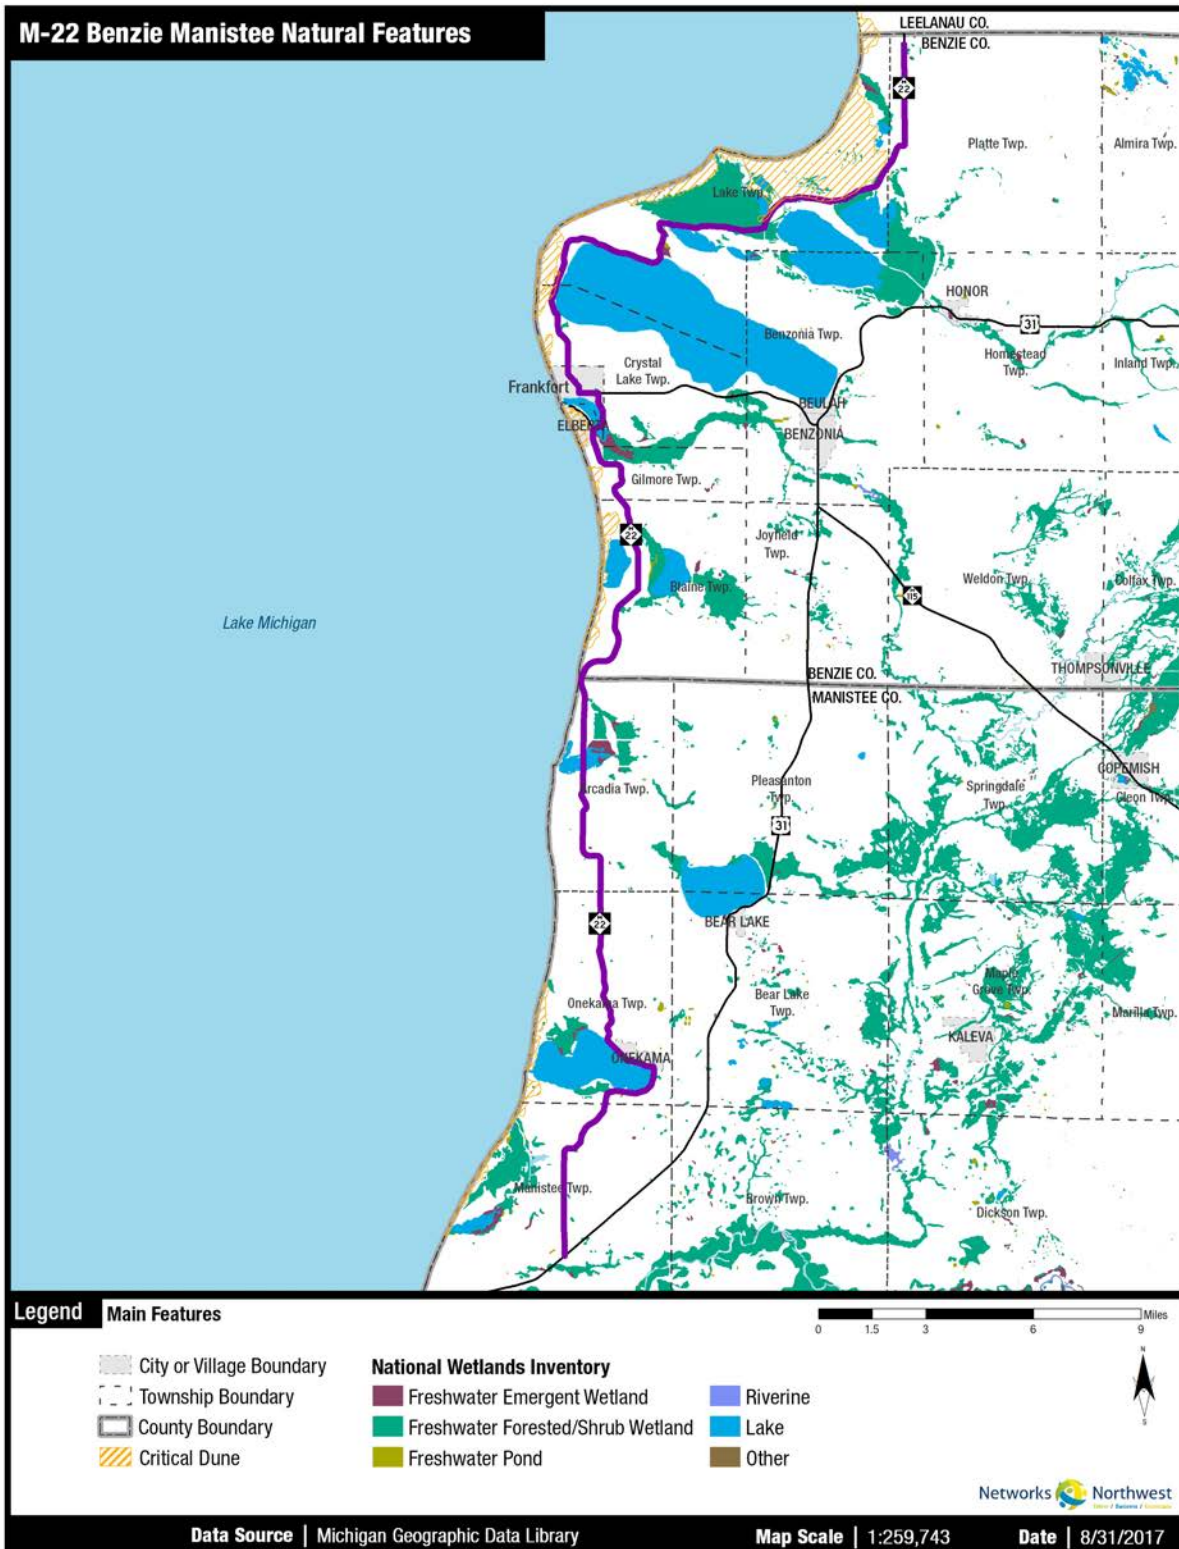 M-22 Benzie Manistee Natural Features
LEELANAU CO.
BENZIE CO.
M
22
Platte Twp.
Almira Twp.
Lake Twp.
HONOR
31
Benzonia Twp.
Homestead
Twp.
Inland Twp.
Crystal
Lake Twp.
Frankfort
BEULAH
ELBERTA
BENZONIA
Gilmore Twp.
M
22
Joyfield
Twp.
Blaine Twp.
Weldon Twp.
Colfax Twp.
M
115
Lake Michigan
THOMPSONVILLE
BENZIE CO.
MANISTEE CO.
COPEMISH
Arcadia Twp.
Pleasanton
Twp.
Springdale
Twp.
Cleon Twp.
31
M
22
BEAR LAKE
Onekama Twp.
Bear Lake
Twp.
Maple
Grove Twp.
Marilla Twp.
ONEKAMA
KALEVA
Manistee Twp.
Brown Twp.
Dickson Twp.
Legend
Main Features
Miles
0 1.5 3 6 9
City or Village Boundary
Township Boundary
County Boundary
Critical Dune
National Wetlands Inventory
Freshwater Emergent Wetland
Freshwater Forested/Shrub Wetland
Freshwater Pond
Riverine
Lake
Other
N
S
Networks Northwest
Data Source | Michigan Geographic Data Library
Map Scale | 1:259,743
Date | 8/31/2017